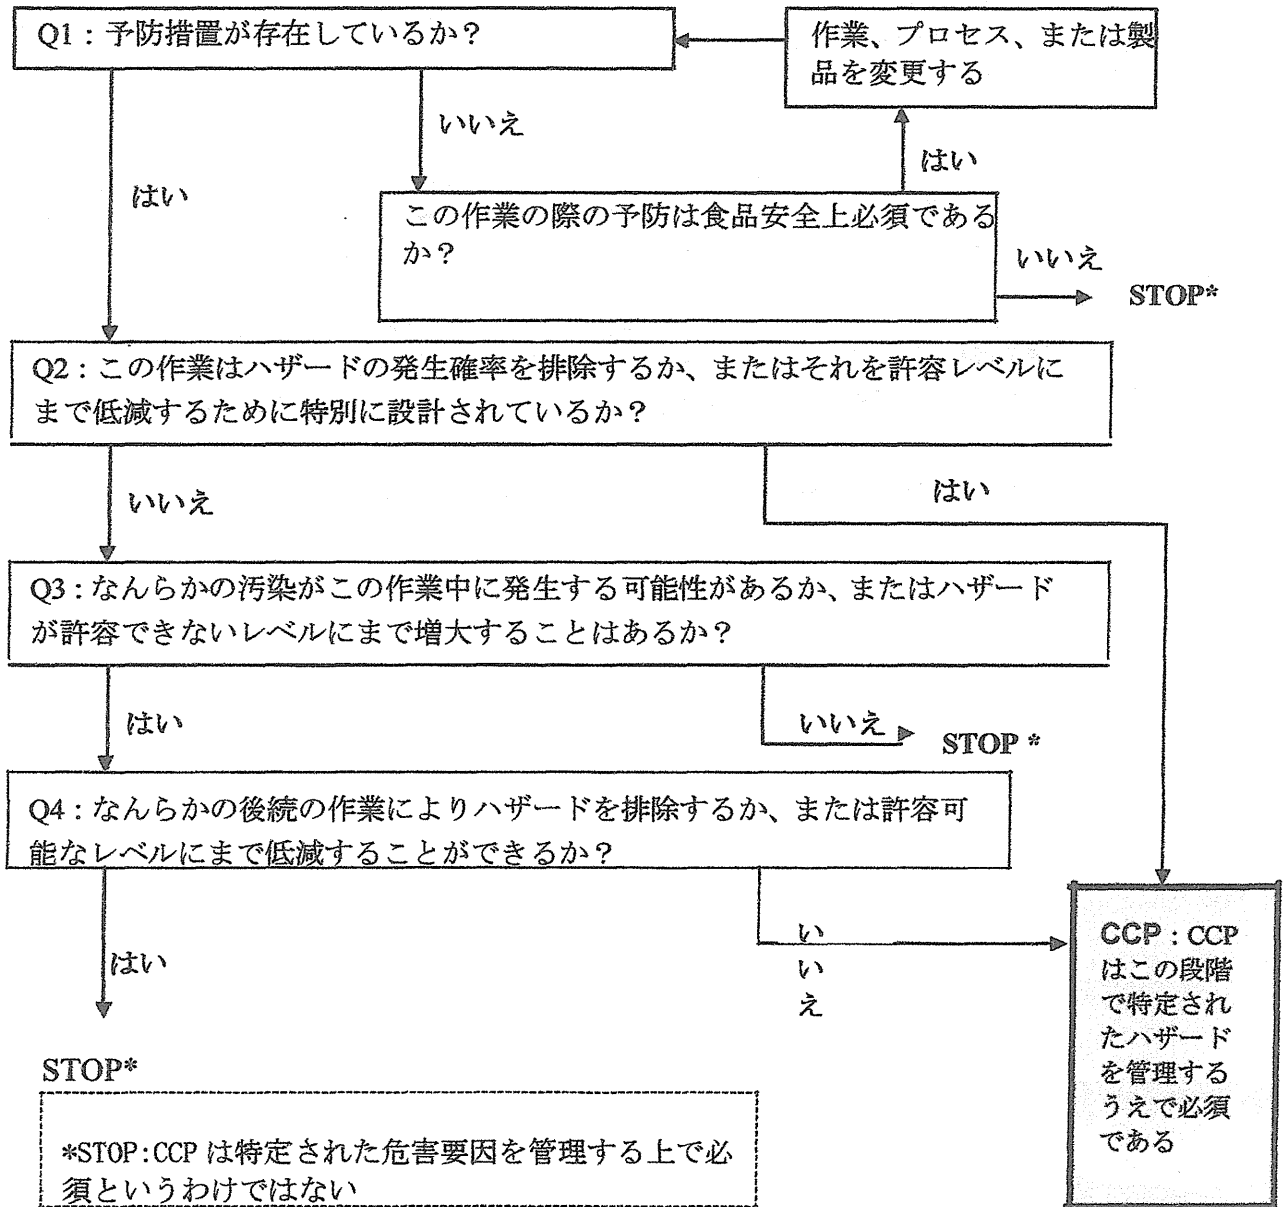 Q1：予防措置が存在しているか？
作業、プロセス、または製
品を変更する
いいえ
はい
はい
この作業の際の予防は食品安全上必須である
か？
いいえ
STOP*
Q2：この作業はハザードの発生確率を排除するか、またはそれを許容レベルに
まで低減するために特別に設計されているか？
いいえ
はい
Q3：なんらかの汚染がこの作業中に発生する可能性があるか、またはハザード
が許容できないレベルにまで増大することはあるか？
はい
いいえ
STOP *
Q4：なんらかの後続の作業によりハザードを排除するか、または許容可
能なレベルにまで低減することができるか？
はい
い
い
え
CCP：CCP
はこの段階
で特定され
たハザード
を管理する
うえで必須
である
STOP*
*STOP:CCP は特定された危害要因を管理する上で必
須というわけではない